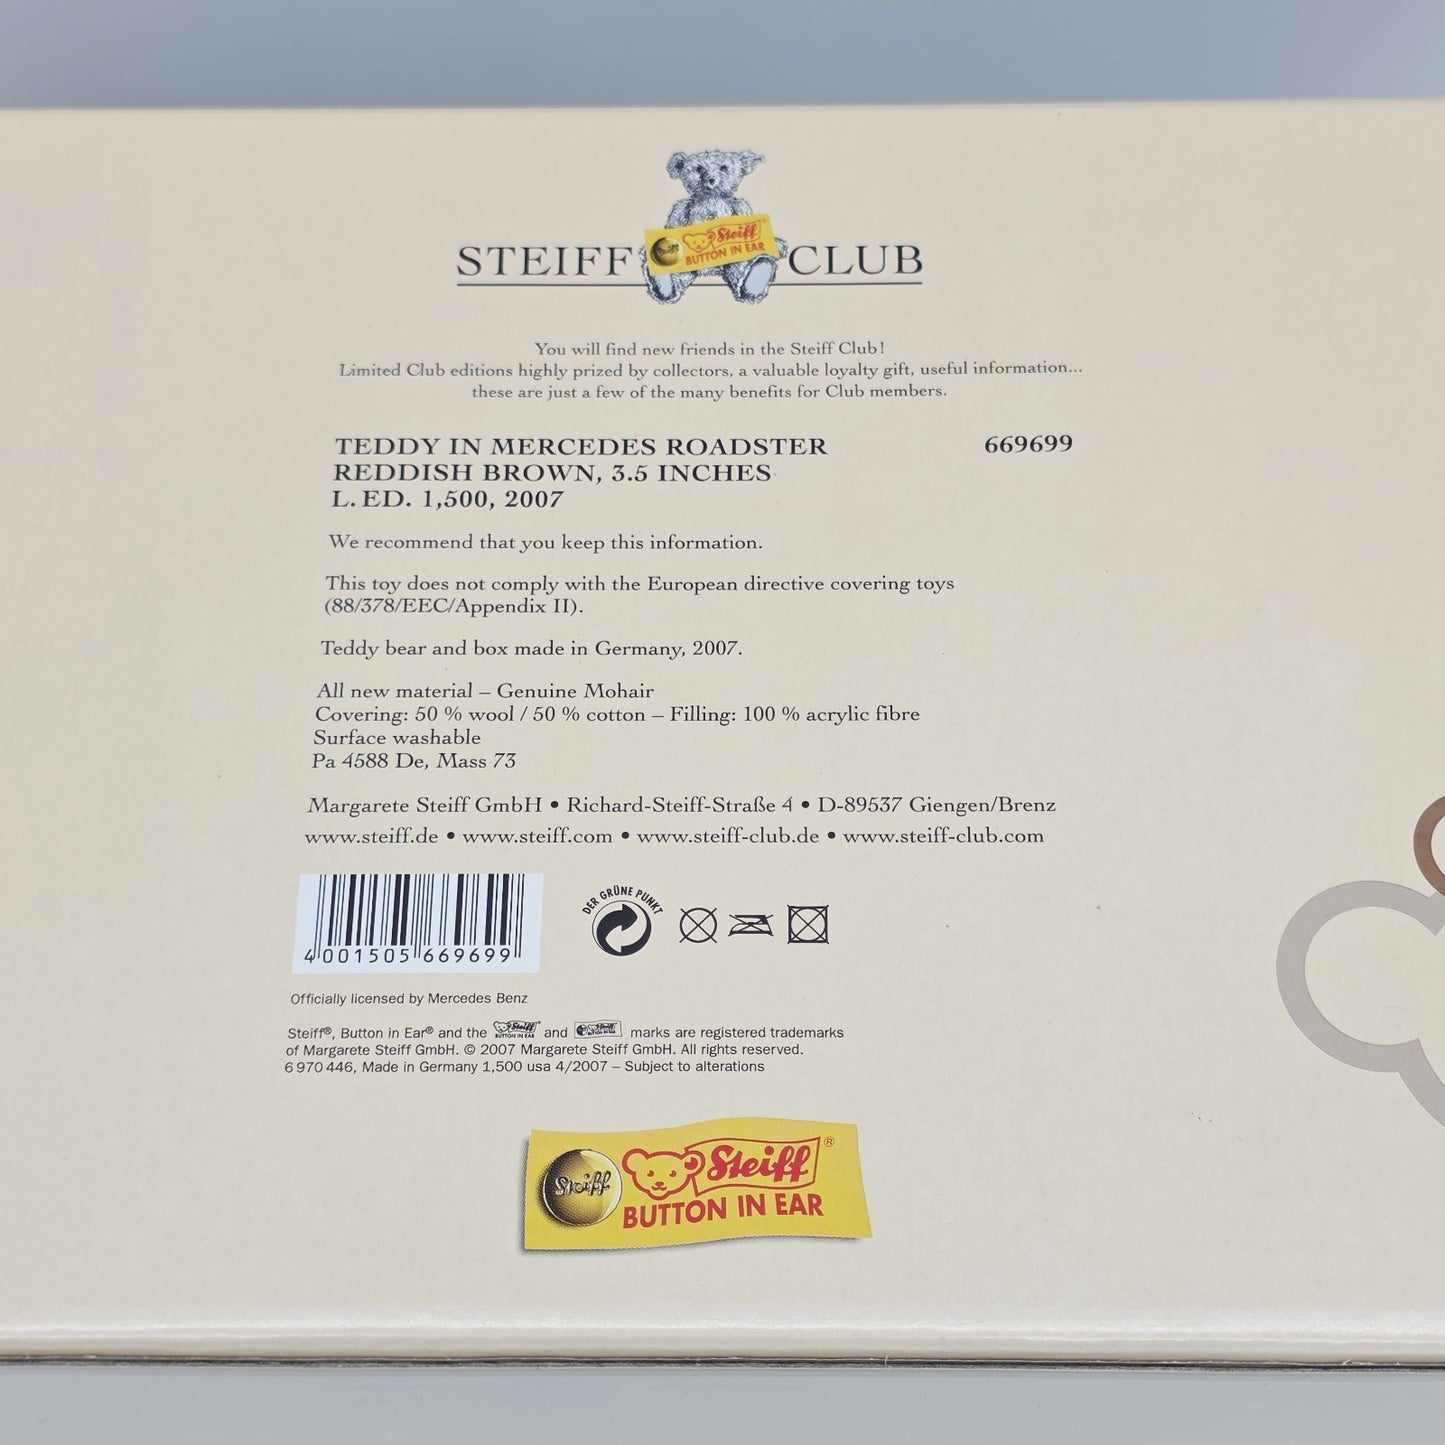 STEIFF CLUB
Steiff Steiff
BUTTON IN EAR
You will find new friends in the Steiff Club!
Limited Club editions highly prized by collectors, a valuable loyalty gift, useful information...
these are just a few of the many benefits for Club members.
TEDDY IN MERCEDES ROADSTER 669699
REDDISH BROWN, 3.5 INCHES
L. ED. 1,500, 2007
We recommend that you keep this information.
This toy does not comply with the European directive covering toys
(88/378/EEC/Appendix II).
Teddy bear and box made in Germany, 2007.
All new material – Genuine Mohair
Covering: 50 % wool / 50 % cotton – Filling: 100 % acrylic fibre
Surface washable
Pa 4588 De, Mass 73
Margarete Steiff GmbH • Richard-Steiff-Straße 4 • D-89537 Giengen/Brenz
www.steiff.de • www.steiff.com • www.steiff-club.de • www.steiff-club.com
4 001505 669699
DER GRÜNE PUNKT
Officially licensed by Mercedes Benz
Steiff®, Button in Ear® and the Steiff BUTTON IN EAR and marks are registered trademarks
of Margarete Steiff GmbH. © 2007 Margarete Steiff GmbH. All rights reserved.
6 970 446, Made in Germany 1,500 usa 4/2007 – Subject to alterations
Steiff Steiff ®
BUTTON IN EAR